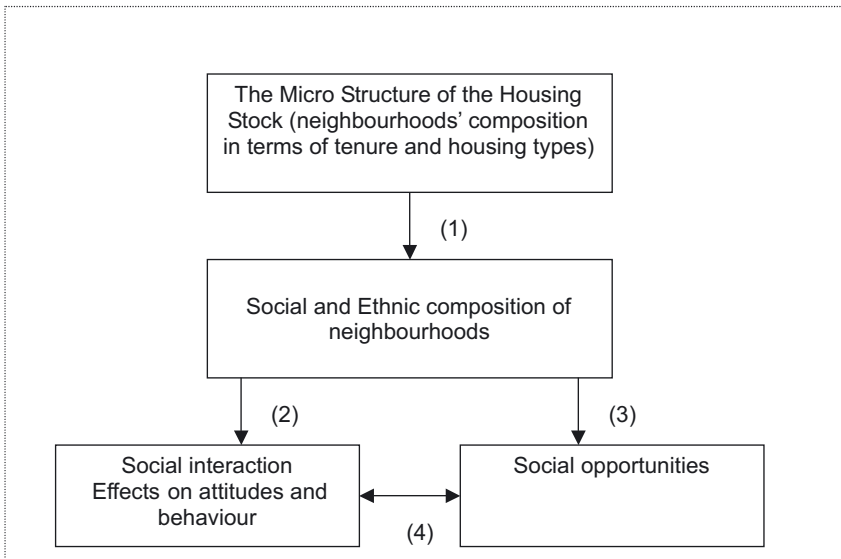 The Micro Structure of the Housing
Stock (neighbourhoods’ composition
in terms of tenure and housing types)
(1)
Social and Ethnic composition of
neighbourhoods
(2)
(3)
Social interaction
Effects on attitudes and
behaviour
Social opportunities
(4)